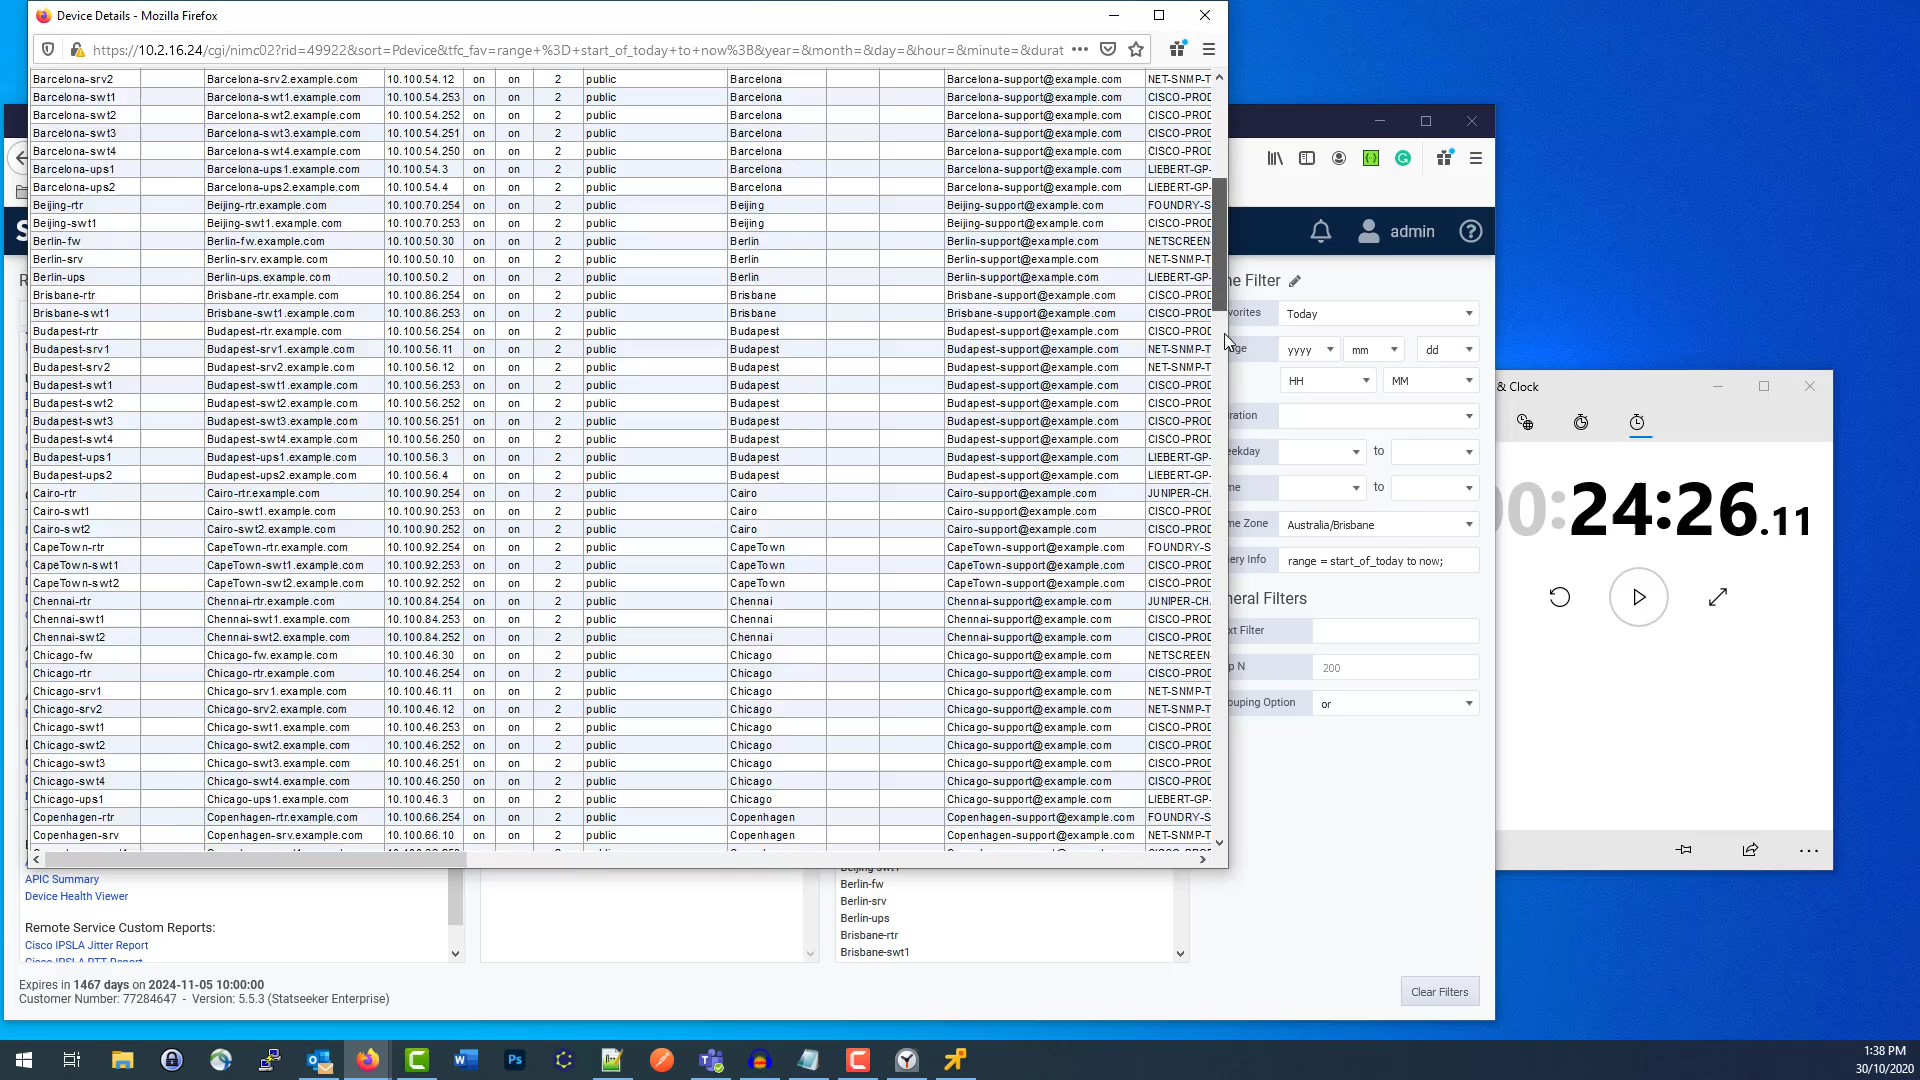 Device Details - Mozilla Firefox
https://10.2.16.24/cgi/nimc02?rid=49922&sort=Pdevice&tfc_fav=range+%3D+start_of_today+to+now%3B&year=&month=&day=&hour=&minute=&durat
Barcelona-srv2 Barcelona-srv2.example.com 10.100.54.12 on on 2 public Barcelona Barcelona-support@example.com NET-SNMP-T
Barcelona-swt1 Barcelona-swt1.example.com 10.100.54.253 on on 2 public Barcelona Barcelona-support@example.com CISCO-PROD
Barcelona-swt2 Barcelona-swt2.example.com 10.100.54.252 on on 2 public Barcelona Barcelona-support@example.com CISCO-PROD
Barcelona-swt3 Barcelona-swt3.example.com 10.100.54.251 on on 2 public Barcelona Barcelona-support@example.com CISCO-PROD
Barcelona-swt4 Barcelona-swt4.example.com 10.100.54.250 on on 2 public Barcelona Barcelona-support@example.com CISCO-PROD
Barcelona-ups1 Barcelona-ups1.example.com 10.100.54.3 on on 2 public Barcelona Barcelona-support@example.com LIEBERT-GP-
Barcelona-ups2 Barcelona-ups2.example.com 10.100.54.4 on on 2 public Barcelona Barcelona-support@example.com LIEBERT-GP-
Beijing-rtr Beijing-rtr.example.com 10.100.70.254 on on 2 public Beijing Beijing-support@example.com FOUNDRY-S
Beijing-swt1 Beijing-swt1.example.com 10.100.70.253 on on 2 public Beijing Beijing-support@example.com CISCO-PROD
Berlin-fw Berlin-fw.example.com 10.100.50.30 on on 2 public Berlin Berlin-support@example.com NETSCREEN-
Berlin-srv Berlin-srv.example.com 10.100.50.10 on on 2 public Berlin Berlin-support@example.com NET-SNMP-T
Berlin-ups Berlin-ups.example.com 10.100.50.2 on on 2 public Berlin Berlin-support@example.com LIEBERT-GP-
Brisbane-rtr Brisbane-rtr.example.com 10.100.86.254 on on 2 public Brisbane Brisbane-support@example.com CISCO-PROD
Brisbane-swt1 Brisbane-swt1.example.com 10.100.86.253 on on 2 public Brisbane Brisbane-support@example.com CISCO-PROD
Budapest-rtr Budapest-rtr.example.com 10.100.56.254 on on 2 public Budapest Budapest-support@example.com CISCO-PROD
Budapest-srv1 Budapest-srv1.example.com 10.100.56.11 on on 2 public Budapest Budapest-support@example.com NET-SNMP-T
Budapest-srv2 Budapest-srv2.example.com 10.100.56.12 on on 2 public Budapest Budapest-support@example.com NET-SNMP-T
Budapest-swt1 Budapest-swt1.example.com 10.100.56.253 on on 2 public Budapest Budapest-support@example.com CISCO-PROD
Budapest-swt2 Budapest-swt2.example.com 10.100.56.252 on on 2 public Budapest Budapest-support@example.com CISCO-PROD
Budapest-swt3 Budapest-swt3.example.com 10.100.56.251 on on 2 public Budapest Budapest-support@example.com CISCO-PROD
Budapest-swt4 Budapest-swt4.example.com 10.100.56.250 on on 2 public Budapest Budapest-support@example.com CISCO-PROD
Budapest-ups1 Budapest-ups1.example.com 10.100.56.3 on on 2 public Budapest Budapest-support@example.com LIEBERT-GP-
Budapest-ups2 Budapest-ups2.example.com 10.100.56.4 on on 2 public Budapest Budapest-support@example.com LIEBERT-GP-
Cairo-rtr Cairo-rtr.example.com 10.100.90.254 on on 2 public Cairo Cairo-support@example.com JUNIPER-CH
Cairo-swt1 Cairo-swt1.example.com 10.100.90.253 on on 2 public Cairo Cairo-support@example.com CISCO-PROD
Cairo-swt2 Cairo-swt2.example.com 10.100.90.252 on on 2 public Cairo Cairo-support@example.com CISCO-PROD
CapeTown-rtr CapeTown-rtr.example.com 10.100.92.254 on on 2 public CapeTown CapeTown-support@example.com FOUNDRY-S
CapeTown-swt1 CapeTown-swt1.example.com 10.100.92.253 on on 2 public CapeTown CapeTown-support@example.com CISCO-PROD
CapeTown-swt2 CapeTown-swt2.example.com 10.100.92.252 on on 2 public CapeTown CapeTown-support@example.com CISCO-PROD
Chennai-rtr Chennai-rtr.example.com 10.100.84.254 on on 2 public Chennai Chennai-support@example.com JUNIPER-CH
Chennai-swt1 Chennai-swt1.example.com 10.100.84.253 on on 2 public Chennai Chennai-support@example.com CISCO-PROD
Chennai-swt2 Chennai-swt2.example.com 10.100.84.252 on on 2 public Chennai Chennai-support@example.com CISCO-PROD
Chicago-fw Chicago-fw.example.com 10.100.46.30 on on 2 public Chicago Chicago-support@example.com NETSCREEN-
Chicago-rtr Chicago-rtr.example.com 10.100.46.254 on on 2 public Chicago Chicago-support@example.com CISCO-PROD
Chicago-srv1 Chicago-srv1.example.com 10.100.46.11 on on 2 public Chicago Chicago-support@example.com NET-SNMP-T
Chicago-srv2 Chicago-srv2.example.com 10.100.46.12 on on 2 public Chicago Chicago-support@example.com NET-SNMP-T
Chicago-swt1 Chicago-swt1.example.com 10.100.46.253 on on 2 public Chicago Chicago-support@example.com CISCO-PROD
Chicago-swt2 Chicago-swt2.example.com 10.100.46.252 on on 2 public Chicago Chicago-support@example.com CISCO-PROD
Chicago-swt3 Chicago-swt3.example.com 10.100.46.251 on on 2 public Chicago Chicago-support@example.com CISCO-PROD
Chicago-swt4 Chicago-swt4.example.com 10.100.46.250 on on 2 public Chicago Chicago-support@example.com CISCO-PROD
Chicago-ups1 Chicago-ups1.example.com 10.100.46.3 on on 2 public Chicago Chicago-support@example.com LIEBERT-GP-
Copenhagen-rtr Copenhagen-rtr.example.com 10.100.66.254 on on 2 public Copenhagen Copenhagen-support@example.com FOUNDRY-S
Copenhagen-srv Copenhagen-srv.example.com 10.100.66.10 on on 2 public Copenhagen Copenhagen-support@example.com NET-SNMP-T
admin
me Filter
vorites Today
ge yyyy mm dd
HH MM
ration
ekday to
me to
me Zone Australia/Brisbane
ery Info range = start_of_today to now;
neral Filters
xt Filter
p N 200
ouping Option or
& Clock
00:24:26.11
APIC Summary
Device Health Viewer
Remote Service Custom Reports:
Cisco IPSLA Jitter Report
Cisco IPSLA RTT Report
Beijing-swt1
Berlin-fw
Berlin-srv
Berlin-ups
Brisbane-rtr
Brisbane-swt1
Expires in 1467 days on 2024-11-05 10:00:00
Customer Number: 77284647 - Version: 5.5.3 (Statseeker Enterprise)
Clear Filters
1:38 PM
30/10/2020